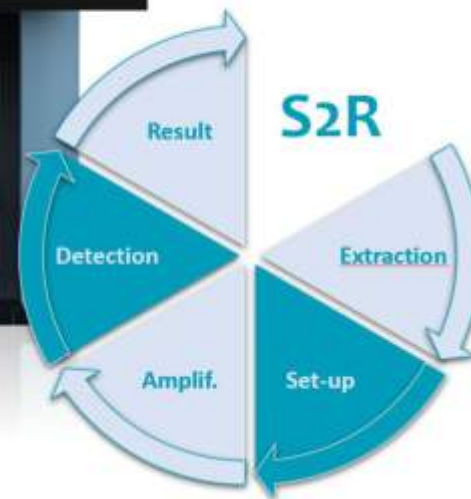 S2R
Result
Extraction
Detection
Amplif.
Set-up